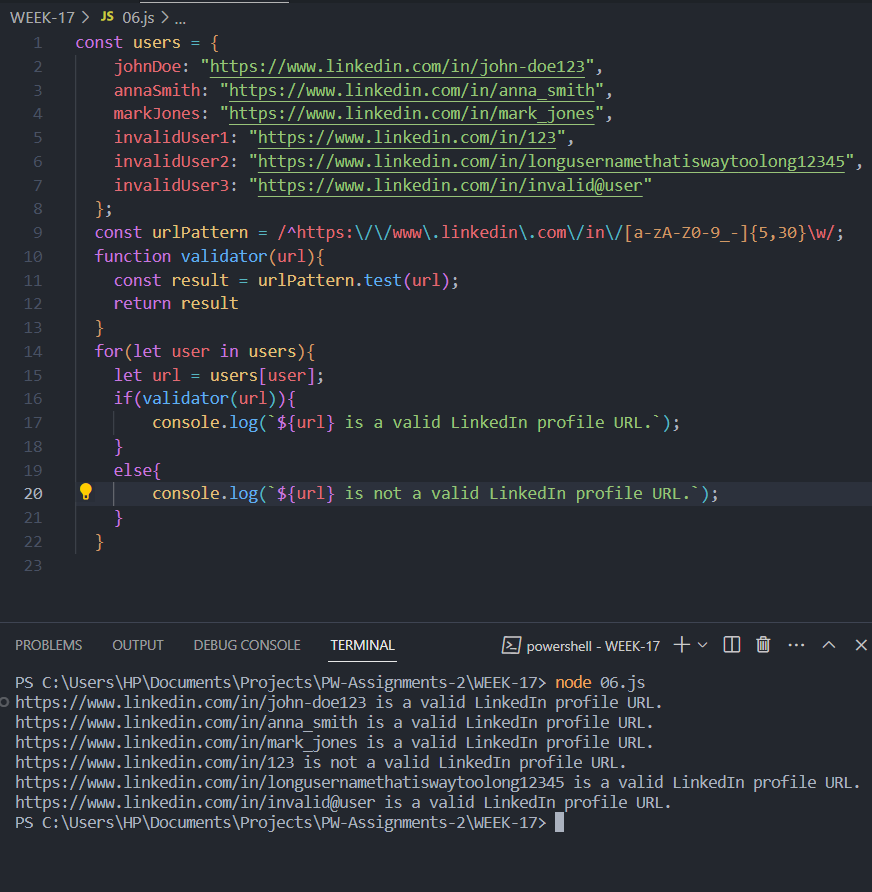 WEEK-17 > JS 06.js > ...
1 const users = {
2 johnDoe: "https://www.linkedin.com/in/john-doe123",
3 annaSmith: "https://www.linkedin.com/in/anna_smith",
4 markJones: "https://www.linkedin.com/in/mark_jones",
5 invalidUser1: "https://www.linkedin.com/in/123",
6 invalidUser2: "https://www.linkedin.com/in/longusernamethatiswaytoolong12345",
7 invalidUser3: "https://www.linkedin.com/in/invalid@user"
8 };
9 const urlPattern = /^https:\/\/www\.linkedin\.com\/in\/[a-zA-Z0-9_-]{5,30}\w/;
10 function validator(url){
11 const result = urlPattern.test(url);
12 return result
13 }
14 for(let user in users){
15 let url = users[user];
16 if(validator(url)){
17 console.log(`${url} is a valid LinkedIn profile URL.`);
18 }
19 else{
20 console.log(`${url} is not a valid LinkedIn profile URL.`);
21 }
22 }
23
PROBLEMS OUTPUT DEBUG CONSOLE TERMINAL powershell - WEEK-17
PS C:\Users\HP\Documents\Projects\PW-Assignments-2\WEEK-17> node 06.js
https://www.linkedin.com/in/john-doe123 is a valid LinkedIn profile URL.
https://www.linkedin.com/in/anna_smith is a valid LinkedIn profile URL.
https://www.linkedin.com/in/mark_jones is a valid LinkedIn profile URL.
https://www.linkedin.com/in/123 is not a valid LinkedIn profile URL.
https://www.linkedin.com/in/longusernamethatiswaytoolong12345 is a valid LinkedIn profile URL.
https://www.linkedin.com/in/invalid@user is a valid LinkedIn profile URL.
PS C:\Users\HP\Documents\Projects\PW-Assignments-2\WEEK-17>